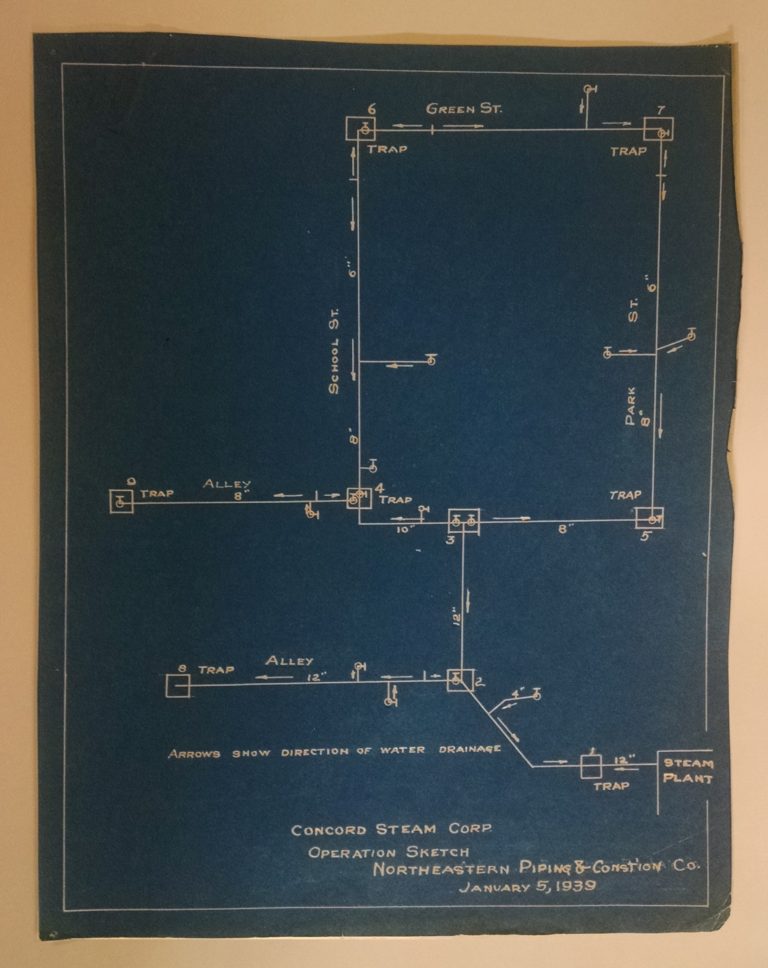 6
GREEN ST.
7
TRAP
TRAP
6"
6"
SCHOOL ST.
PARK ST.
8"
8"
9
TRAP
ALLEY
8"
4
TRAP
TRAP
10"
3
8"
5
12"
8 TRAP
ALLEY
12"
2
4"
ARROWS SHOW DIRECTION OF WATER DRAINAGE
1
12"
TRAP
STEAM
PLANT
CONCORD STEAM CORP.
OPERATION SKETCH
NORTHEASTERN PIPING & CONSTION CO.
JANUARY 5, 1939